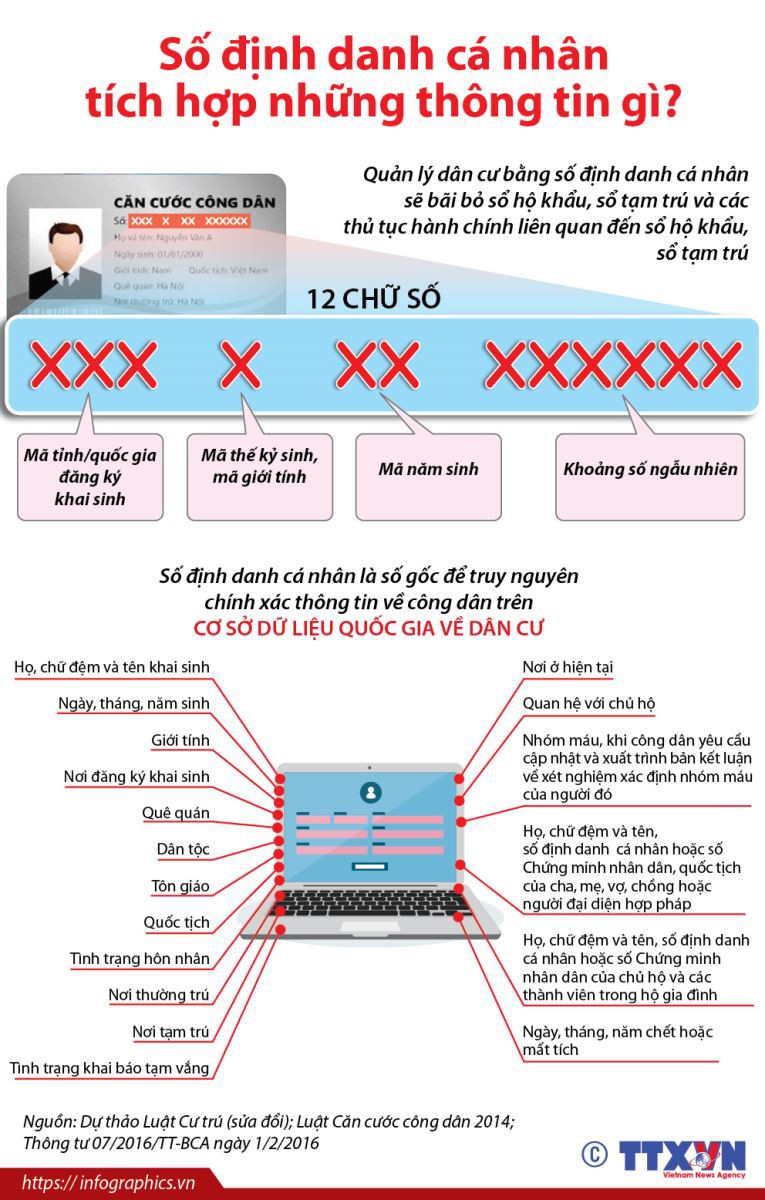 Số định danh cá nhân
tích hợp những thông tin gì?
Quản lý dân cư bằng số định danh cá nhân
sẽ bãi bỏ sổ hộ khẩu, sổ tạm trú và các
thủ tục hành chính liên quan đến sổ hộ khẩu,
sổ tạm trú
CĂN CƯỚC CÔNG DÂN
Số: XXX X XX XXXXXX
Họ và tên: Nguyễn Văn A
Ngày sinh: 01/01/2000
Giới tính: Nam Quốc tịch: Việt Nam
Quê quán: Hà Nội
Nơi thường trú: Hà Nội
12 CHỮ SỐ
XXX X XX XXXXXX
Mã tỉnh/quốc gia
đăng ký
khai sinh
Mã thế kỷ sinh,
mã giới tính
Mã năm sinh
Khoảng số ngẫu nhiên
Số định danh cá nhân là số gốc để truy nguyên
chính xác thông tin về công dân trên
CƠ SỞ DỮ LIỆU QUỐC GIA VỀ DÂN CƯ
Họ, chữ đệm và tên khai sinh
Ngày, tháng, năm sinh
Giới tính
Nơi đăng ký khai sinh
Quê quán
Dân tộc
Tôn giáo
Quốc tịch
Tình trạng hôn nhân
Nơi thường trú
Nơi tạm trú
Tình trạng khai báo tạm vắng
Nơi ở hiện tại
Quan hệ với chủ hộ
Nhóm máu, khi công dân yêu cầu
cập nhật và xuất trình bản kết luận
về xét nghiệm xác định nhóm máu
của người đó
Họ, chữ đệm và tên,
số định danh cá nhân hoặc số
Chứng minh nhân dân, quốc tịch
của cha, mẹ, vợ, chồng hoặc
người đại diện hợp pháp
Họ, chữ đệm và tên, số định danh
cá nhân hoặc số Chứng minh
nhân dân của chủ hộ và các
thành viên trong hộ gia đình
Ngày, tháng, năm chết hoặc
mất tích
Nguồn: Dự thảo Luật Cư trú (sửa đổi); Luật Căn cước công dân 2014;
Thông tư 07/2016/TT-BCA ngày 1/2/2016
© TTXVN
Vietnam News Agency
https://infographics.vn